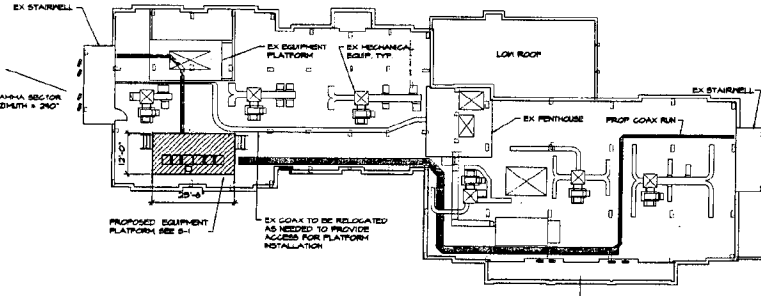 EX STAIRWELL
EX EQUIPMENT
PLATFORM
EX MECHANICAL
EQUIP. TYP.
LOW ROOF
EX STAIRWELL
AMMA SECTOR
ZIMUTH = 240°
EX PENTHOUSE
PROP COAX RUN
12'-0"
25'-6"
PROPOSED EQUIPMENT
PLATFORM, SEE S-1
EX COAX TO BE RELOCATED
AS NEEDED TO PROVIDE
ACCESS FOR PLATFORM
INSTALLATION